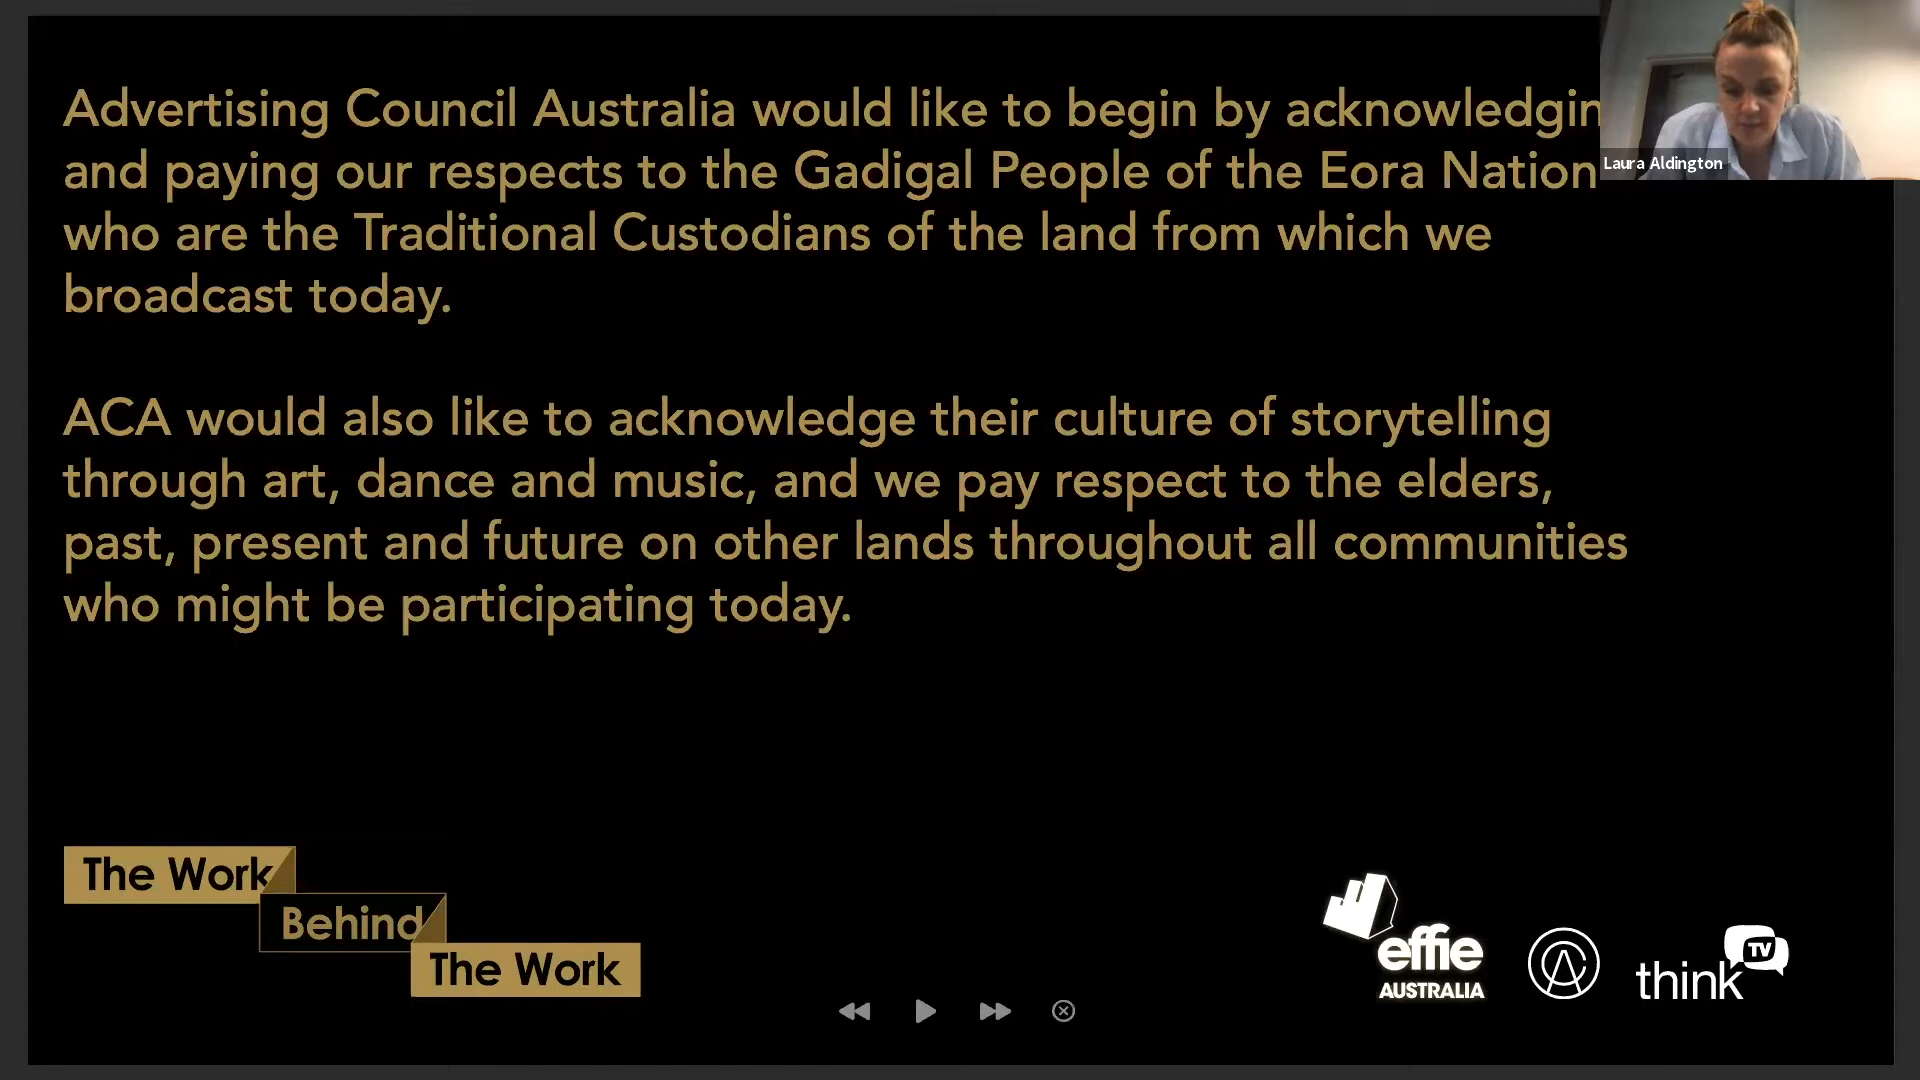 Advertising Council Australia would like to begin by acknowledgin
and paying our respects to the Gadigal People of the Eora Nation
who are the Traditional Custodians of the land from which we
broadcast today.
ACA would also like to acknowledge their culture of storytelling
through art, dance and music, and we pay respect to the elders,
past, present and future on other lands throughout all communities
who might be participating today.
Laura Aldington
The Work
Behind
The Work
effie
AUSTRALIA
CA
think
TV